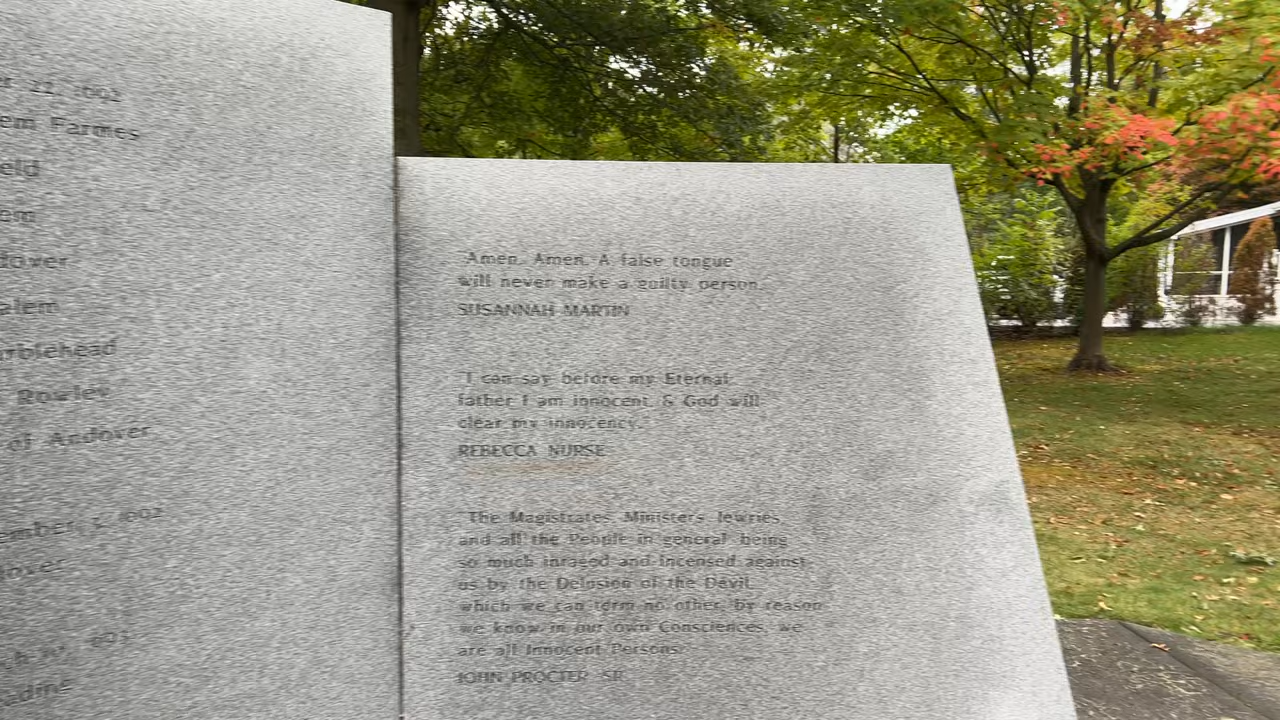 em Farmes
eld
em
dover
alem
rblehead
Rowley
of Andover
ember
over
"Amen. Amen. A false tongue
will never make a guilty person."
SUSANNAH MARTIN
"I can say before my Eternal
father I am innocent, & God will
clear my innocency."
REBECCA NURSE
"The Magistrates, Ministers, Jewries,
and all the People in general, being
so much inraged and incensed against
us by the Delusion of the Devil,
which we can term no other, by reason
we know in our own Consciences, we
are all Innocent Persons."
JOHN PROCTER SR.